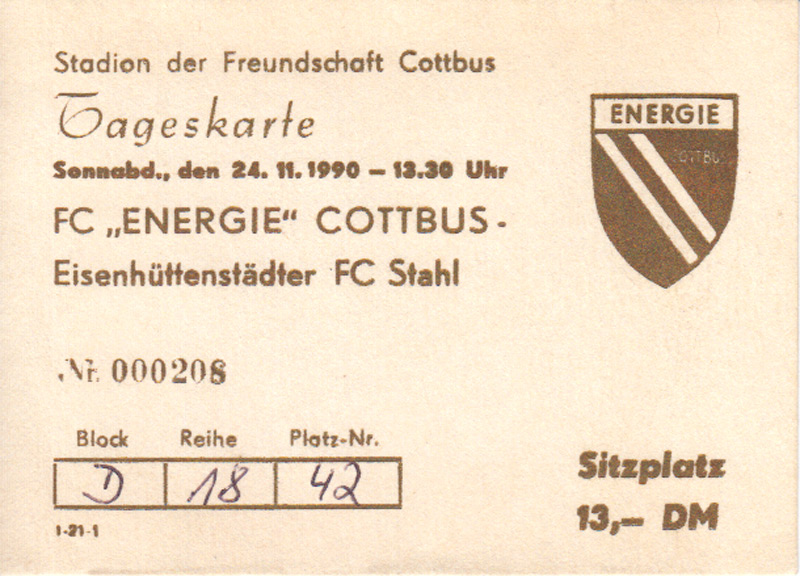 Stadion der Freundschaft Cottbus
Tageskarte
Sonnabd., den 24. 11. 1990 – 13.30 Uhr
FC „ENERGIE“ COTTBUS -
Eisenhüttenstädter FC Stahl
ENERGIE
COTTBUS
Nr. 000208
Block Reihe Platz-Nr.
D 18 42
1-21-1
Sitzplatz
13,– DM